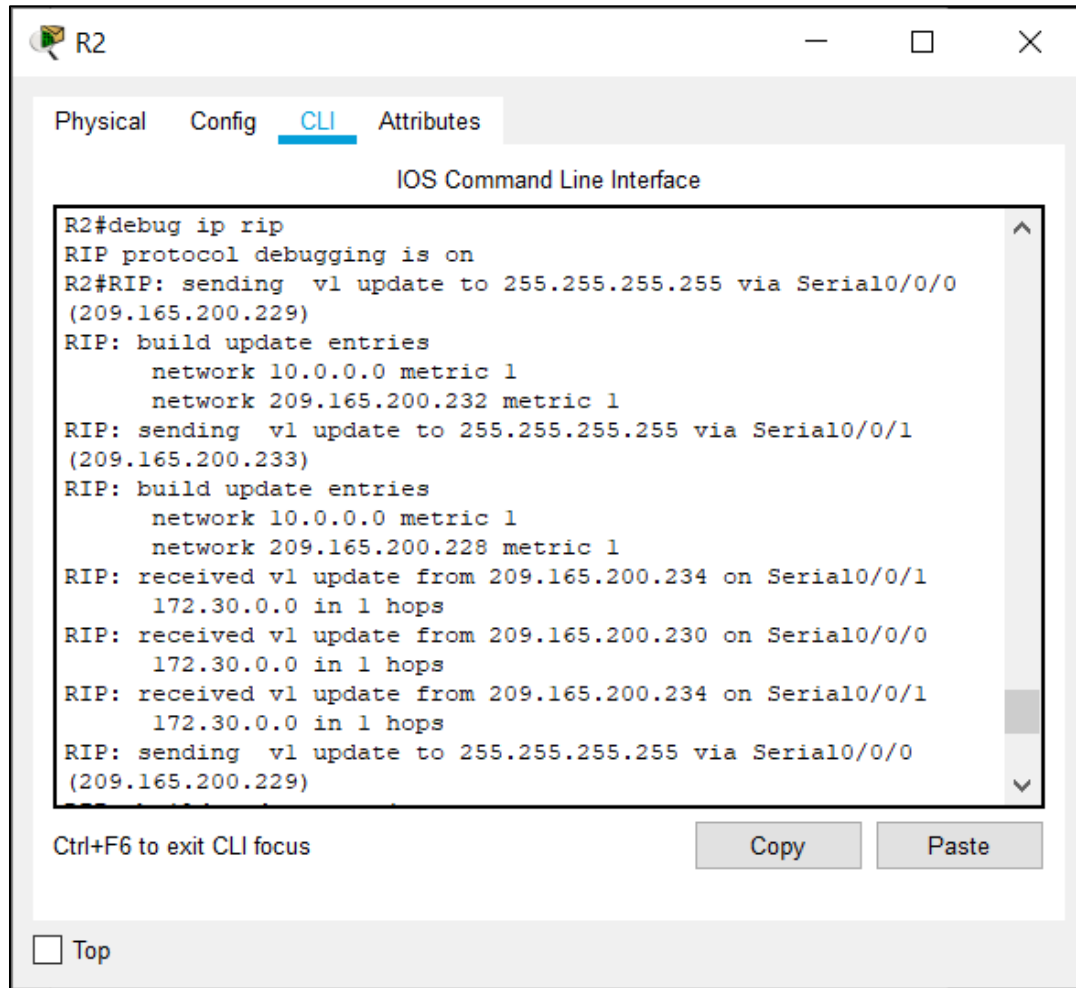 R2
Physical Config CLI Attributes
IOS Command Line Interface
R2#debug ip rip
RIP protocol debugging is on
R2#RIP: sending  v1 update to 255.255.255.255 via Serial0/0/0
(209.165.200.229)
RIP: build update entries
      network 10.0.0.0 metric 1
      network 209.165.200.232 metric 1
RIP: sending  v1 update to 255.255.255.255 via Serial0/0/1
(209.165.200.233)
RIP: build update entries
      network 10.0.0.0 metric 1
      network 209.165.200.228 metric 1
RIP: received v1 update from 209.165.200.234 on Serial0/0/1
      172.30.0.0 in 1 hops
RIP: received v1 update from 209.165.200.230 on Serial0/0/0
      172.30.0.0 in 1 hops
RIP: received v1 update from 209.165.200.234 on Serial0/0/1
      172.30.0.0 in 1 hops
RIP: sending  v1 update to 255.255.255.255 via Serial0/0/0
(209.165.200.229)
Ctrl+F6 to exit CLI focus
Copy Paste
Top